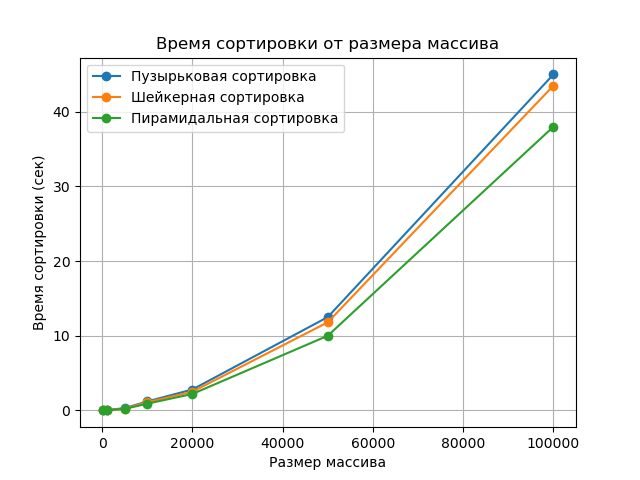 Время сортировки от размера массива
Пузырьковая сортировка
Шейкерная сортировка
Пирамидальная сортировка
Время сортировки (сек)
40
30
20
10
0
0 20000 40000 60000 80000 100000
Размер массива